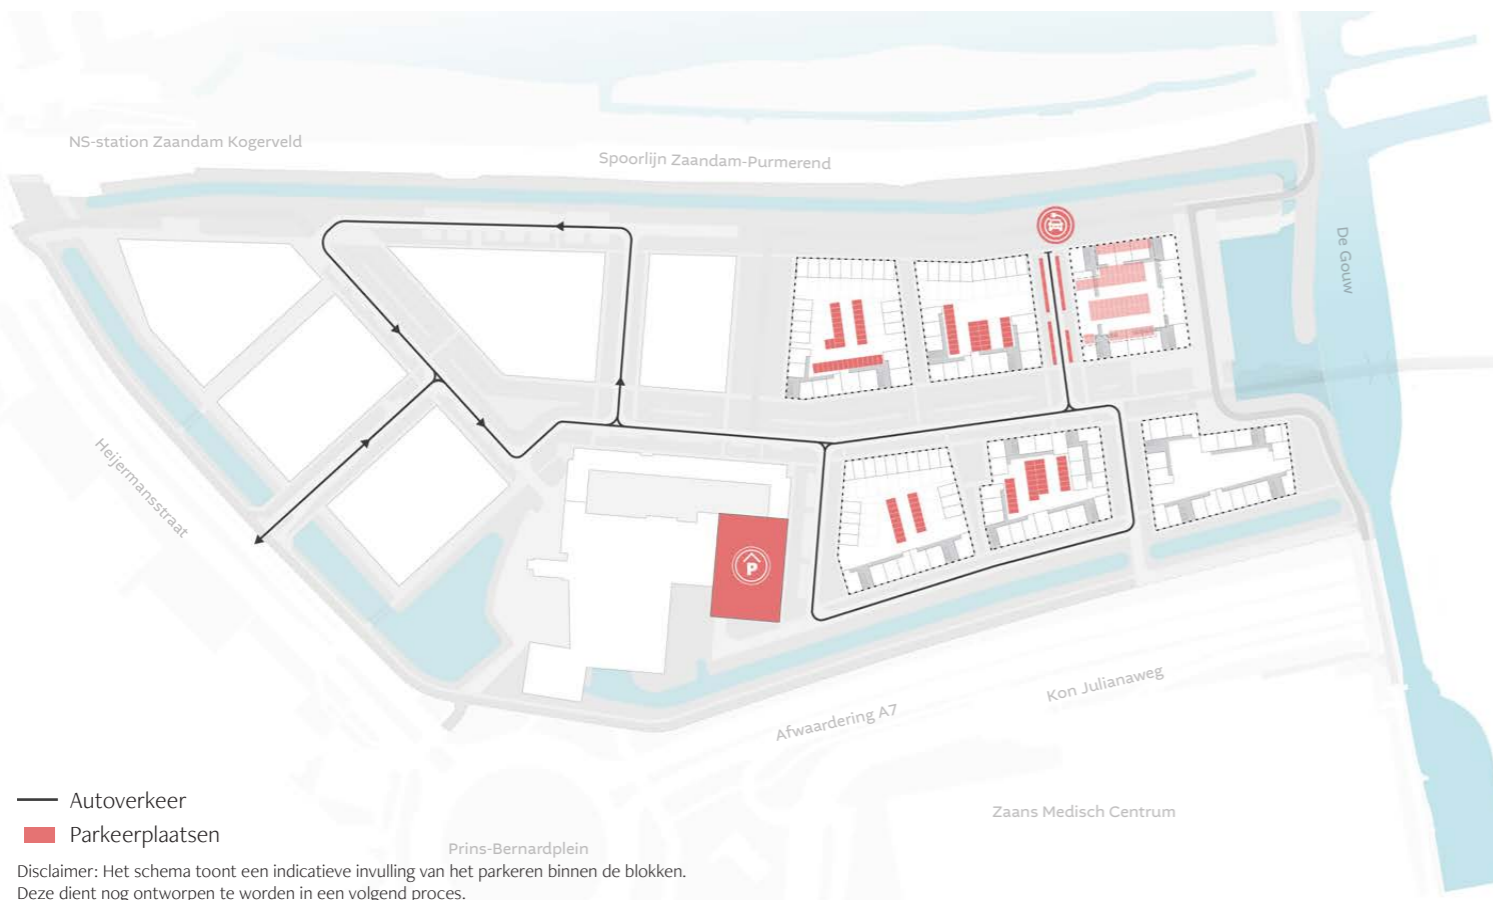 NS-station Zaandam Kogerveld
Spoorlijn Zaandam-Purmerend
De Gouw
Heijermansstraat
P
Kon Julianaweg
Afwaardering A7
Zaans Medisch Centrum
Prins-Bernardplein
Autoverkeer
Parkeerplaatsen
Disclaimer: Het schema toont een indicatieve invulling van het parkeren binnen de blokken.
Deze dient nog ontworpen te worden in een volgend proces.